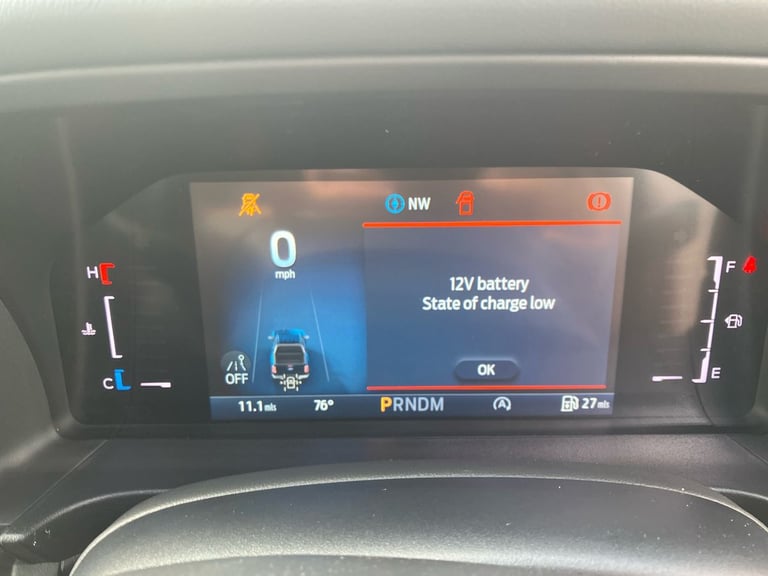 NW
0
mph
H
F
12V battery
State of charge low
OFF
OK
C
E
11.1 mls
76°
PRNDM
A
27 mls